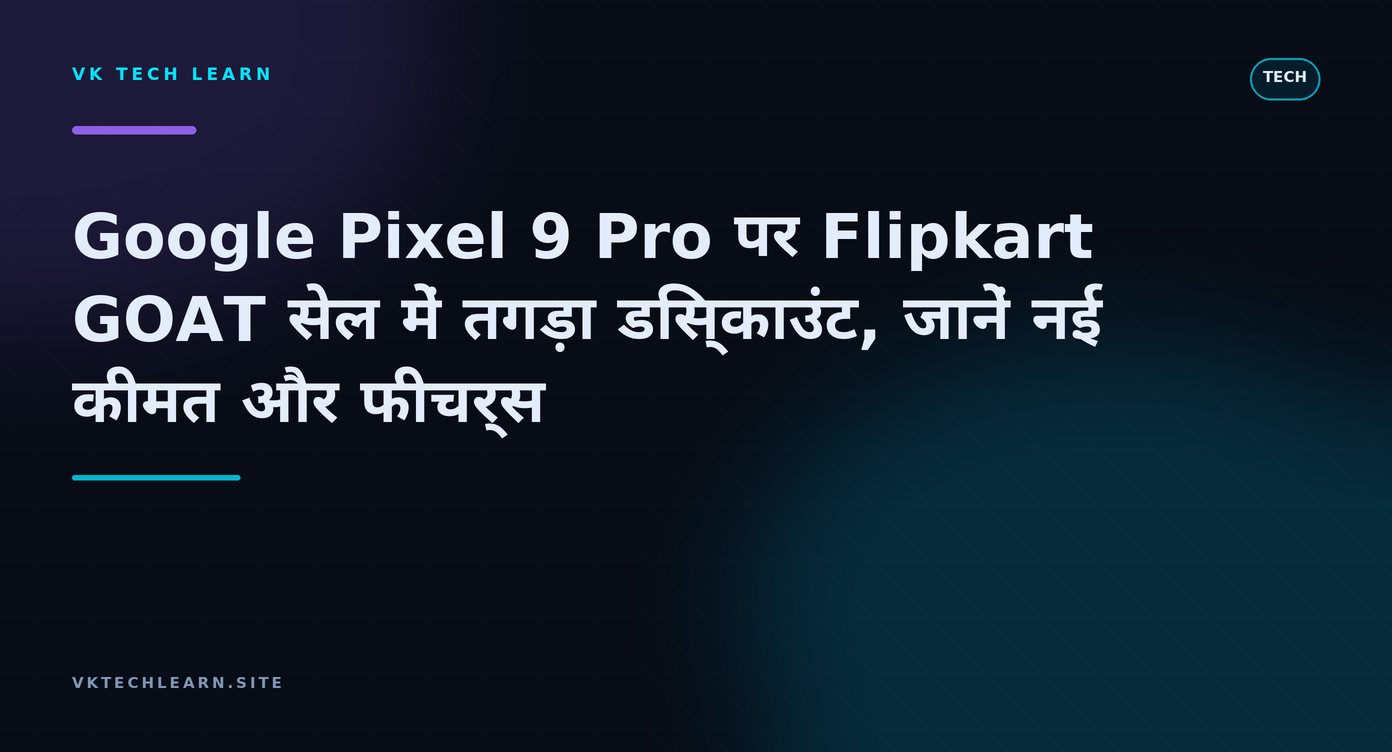 VK TECH LEARN
TECH
Google Pixel 9 Pro पर Flipkart
GOAT सेल में तगड़ा डिस्काउंट, जानें नई
कीमत और फीचर्स
VKTECHLEARN.SITE